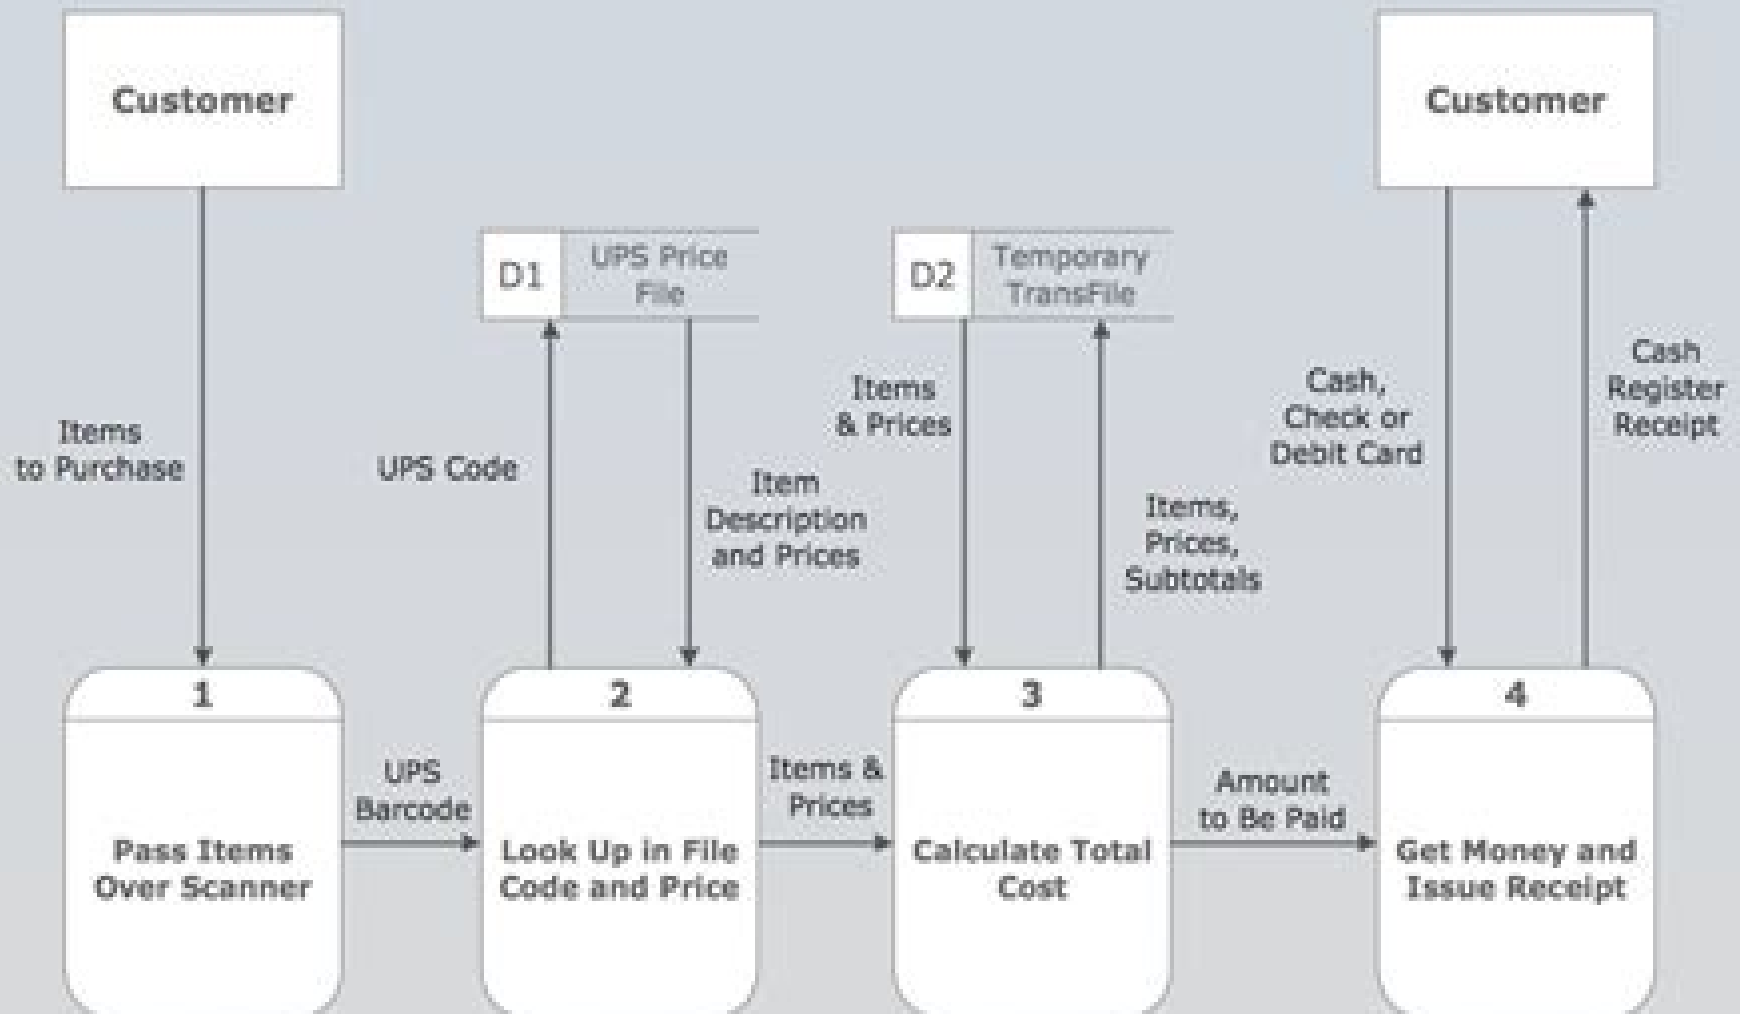 Customer
Customer
D1
UPS Price
File
D2
Temporary
TransFile
Items
to Purchase
UPS Code
Item
Description
and Prices
Items
& Prices
Items,
Prices,
Subtotals
Cash,
Check or
Debit Card
Cash
Register
Receipt
1
Pass Items
Over Scanner
UPS
Barcode
2
Look Up in File
Code and Price
Items &
Prices
3
Calculate Total
Cost
Amount
to Be Paid
4
Get Money and
Issue Receipt